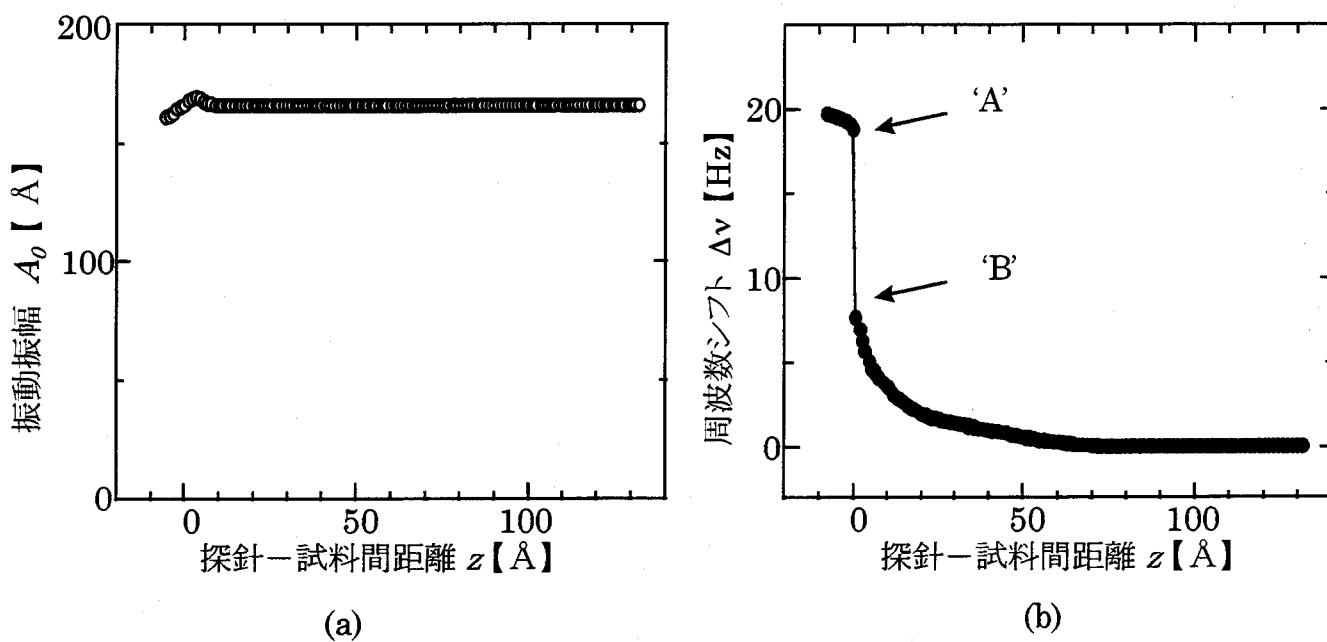 200
100
0
振動振幅 A0【Å】
0 50 100
探針−試料間距離 z【Å】
(a)
20
10
0
周波数シフト Δν【Hz】
'A'
'B'
0 50 100
探針−試料間距離 z【Å】
(b)